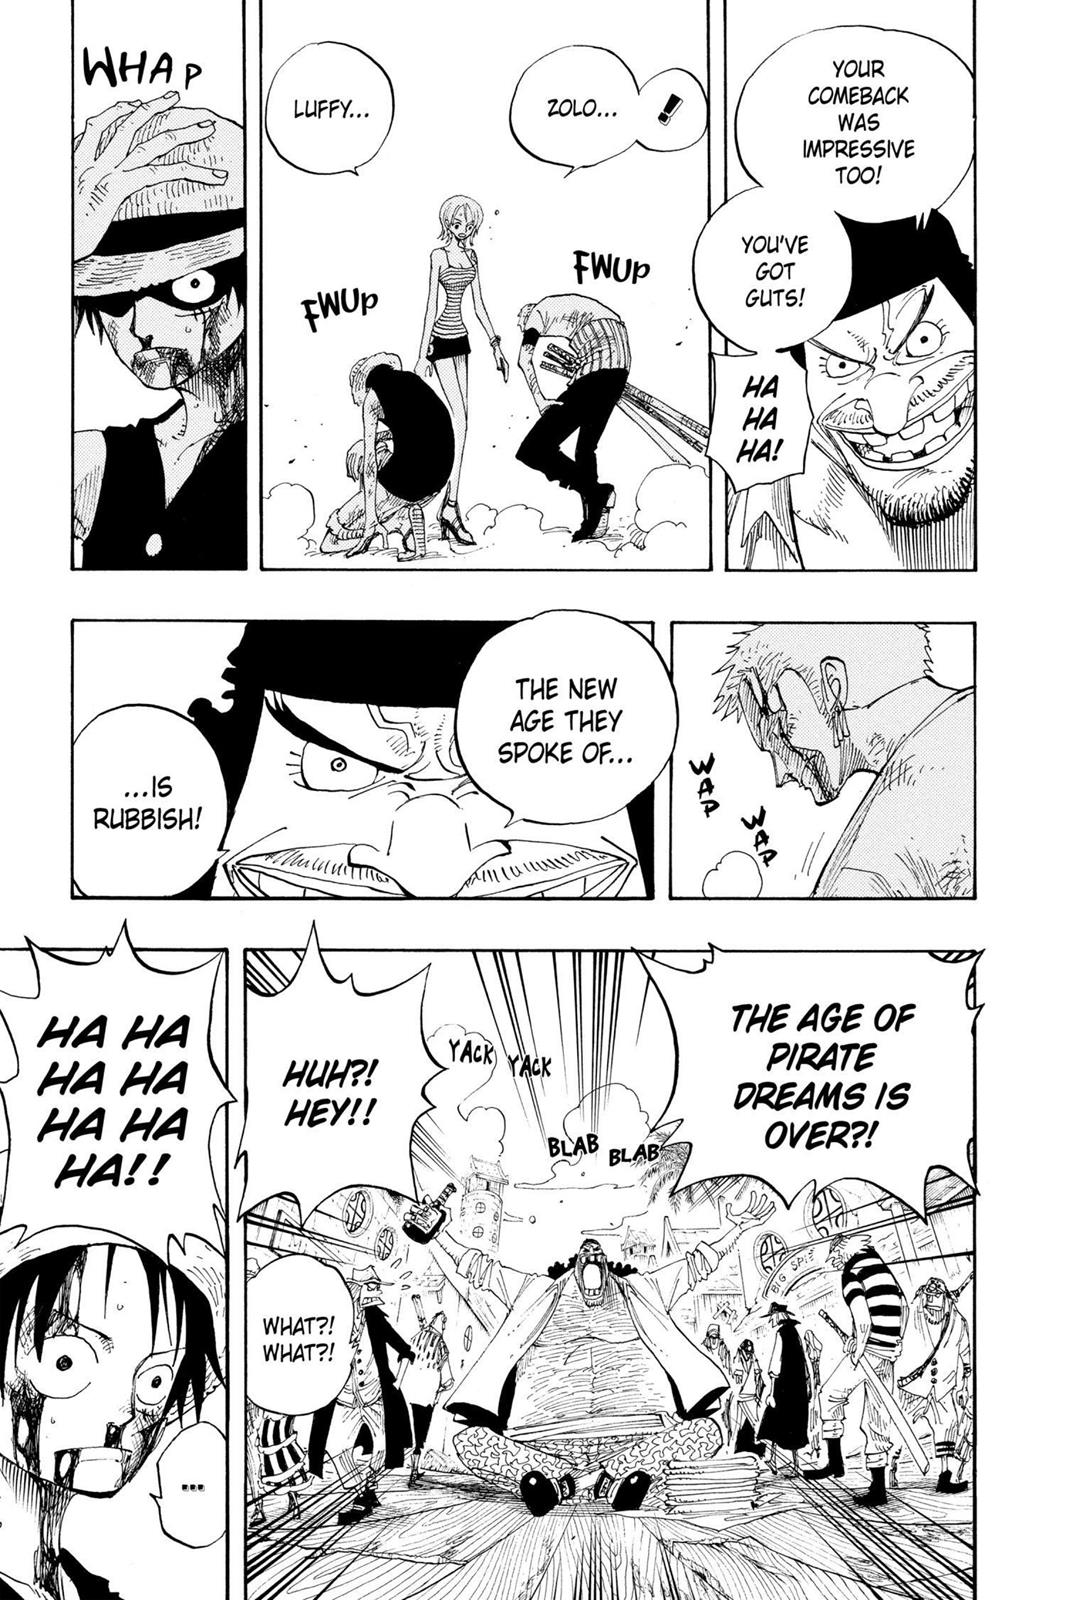 YOUR
COMEBACK
WAS
IMPRESSIVE
TOO!
YOU'VE
GOT
GUTS!
HA
HA
HA!
!
ZOLO...
LUFFY...
FWUP
FWUP
WHAP
WAP
WAP
THE NEW
AGE THEY
SPOKE OF...
...IS
RUBBISH!
THE AGE OF
PIRATE
DREAMS IS
OVER?!
YACK YACK
BLAB BLAB
HUH?!
HEY!!
WHAT?!
WHAT?!
BIG SPIT
HA HA
HA HA
HA HA
HA!!
...